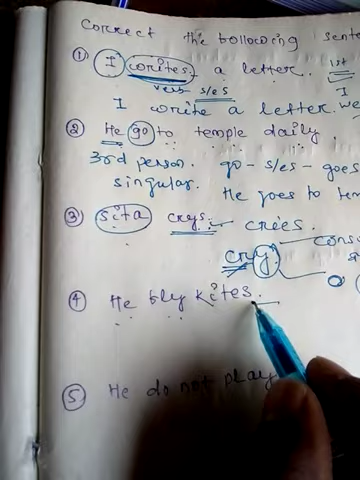 Correct the following sente
① I writes a letter. 1st
verb s/es I
I write a letter. We
② He go to temple daily.
3rd person. go - s/es - goes
singular. He goes to tem
③ Sita crys. cries.
cry cons
④ He fly kites.
⑤ He do not play